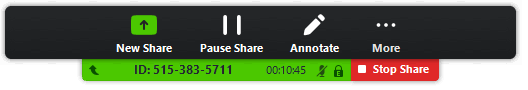 New Share Pause Share Annotate More
ID: 515-383-5711 00:10:45 Stop Share